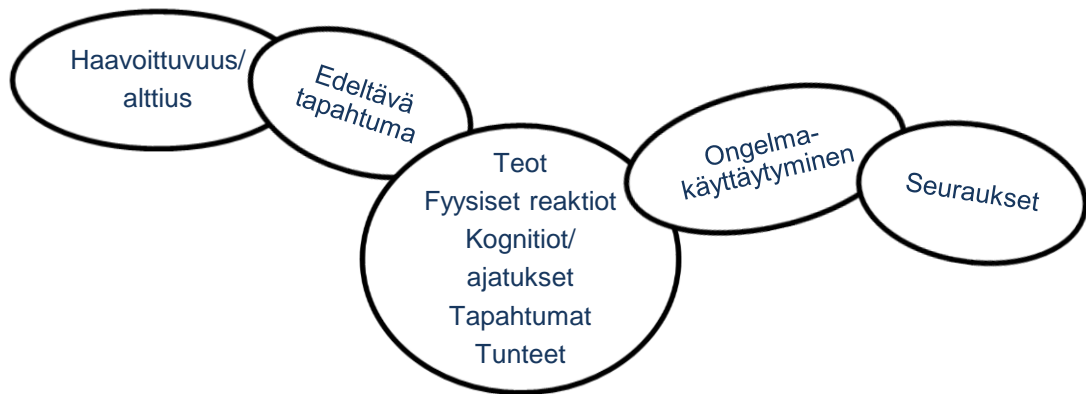 Haavoittuvuus/
alttius
Edeltävä
tapahtuma
Teot
Fyysiset reaktiot
Kognitiot/
ajatukset
Tapahtumat
Tunteet
Ongelma-
käyttäytyminen
Seuraukset